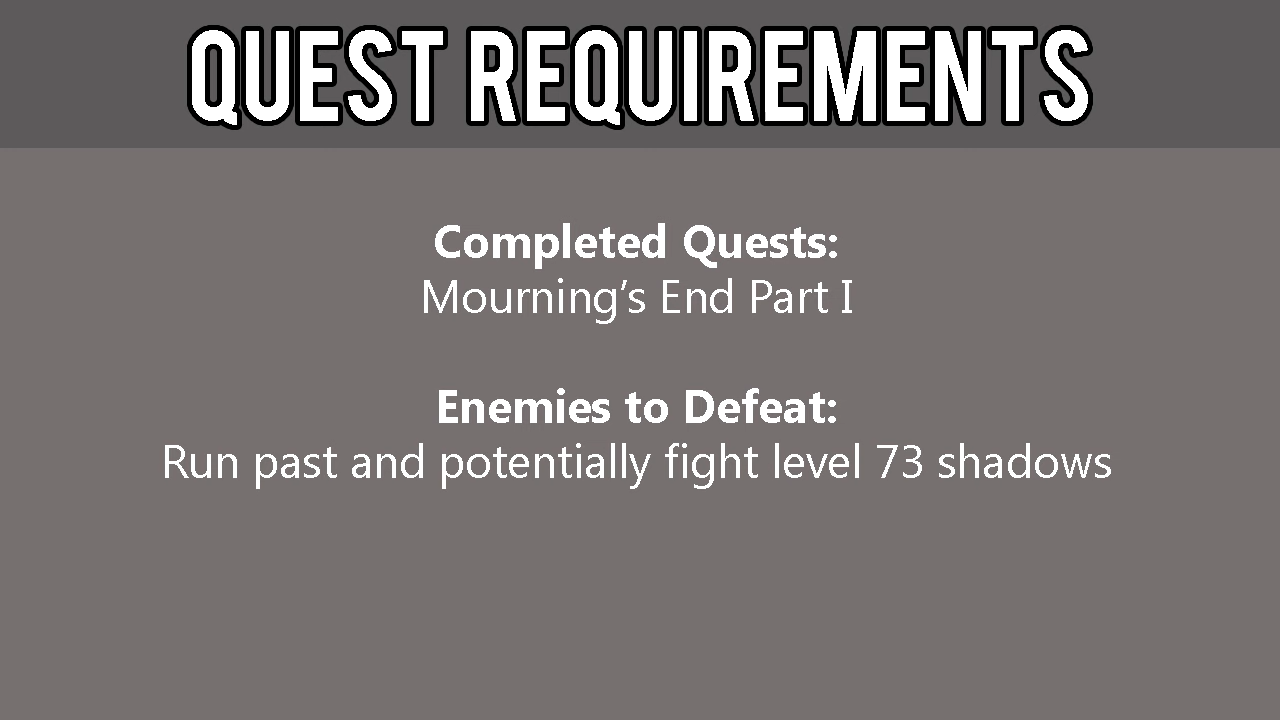 QUEST REQUIREMENTS
Completed Quests:
Mourning’s End Part I
Enemies to Defeat:
Run past and potentially fight level 73 shadows